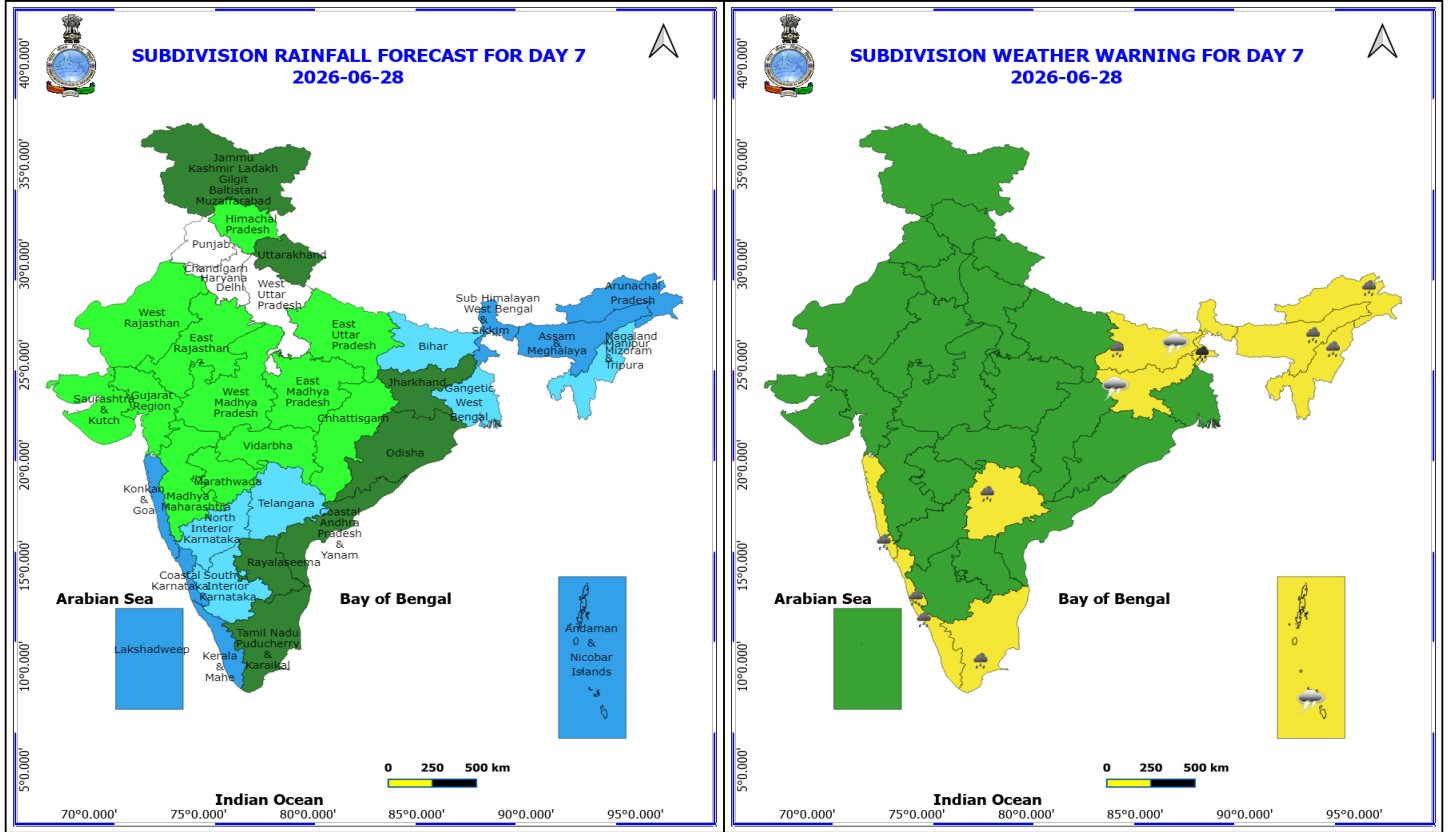 SUBDIVISION RAINFALL FORECAST FOR DAY 7
2026-06-28
40°0.000'
35°0.000'
30°0.000'
25°0.000'
20°0.000'
15°0.000'
10°0.000'
5°0.000'
Jammu
Kashmir Ladakh
Gilgit
Baltistan
Muzaffarabad
Himachal
Pradesh
Punjab
Uttarakhand
Chandigarh
Haryana
Delhi
West
Uttar
Pradesh
West
Rajasthan
East
Rajasthan
East
Uttar
Pradesh
Bihar
Sub Himalayan
West Bengal
&
Sikkim
Arunachal
Pradesh
Assam
&
Meghalaya
Nagaland
Manipur
Mizoram
&
Tripura
Jharkhand
Gangetic
West
Bengal
Saurashtra
&
Kutch
Gujarat
Region
West
Madhya
Pradesh
East
Madhya
Pradesh
Chhattisgarh
Vidarbha
Odisha
Konkan
&
Goa
Madhya
Maharashtra
Marathwada
Telangana
North
Interior
Karnataka
Coastal
Andhra
Pradesh
&
Yanam
Rayalaseema
Coastal
Karnataka
South
Interior
Karnataka
Arabian Sea
Bay of Bengal
Lakshadweep
Kerala
&
Mahe
Tamil Nadu
Puducherry
&
Karaikal
Andaman
&
Nicobar
Islands
0 250 500 km
Indian Ocean
70°0.000' 75°0.000' 80°0.000' 85°0.000' 90°0.000' 95°0.000'
SUBDIVISION WEATHER WARNING FOR DAY 7
2026-06-28
40°0.000'
35°0.000'
30°0.000'
25°0.000'
20°0.000'
15°0.000'
10°0.000'
5°0.000'
Arabian Sea
Bay of Bengal
0 250 500 km
Indian Ocean
70°0.000' 75°0.000' 80°0.000' 85°0.000' 90°0.000' 95°0.000'